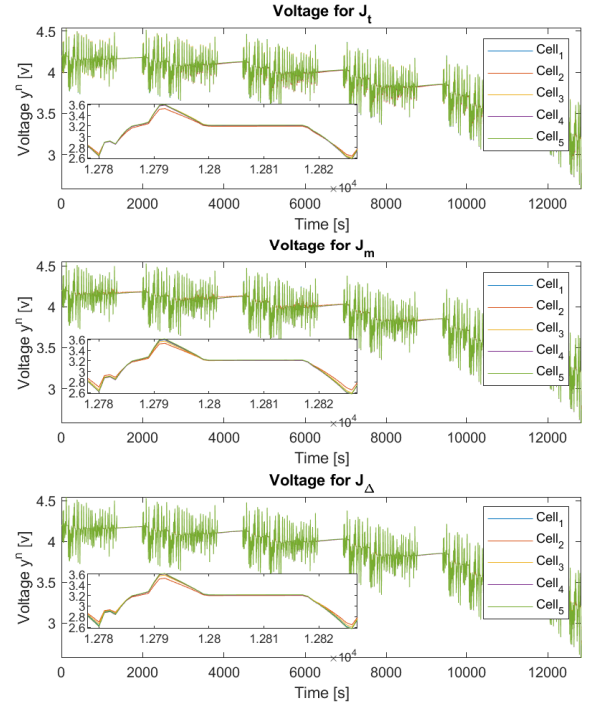 Voltage for J_t
Voltage y^n [v]
4.5
4
3
3.6
3.4
3.2
3
2.8
2.6
1.278 1.279 1.28 1.281 1.282
×10^4
Cell_1
Cell_2
Cell_3
Cell_4
Cell_5
0 2000 4000 6000 8000 10000 12000
Time [s]
Voltage for J_m
Voltage y^n [v]
4.5
4
3.5
3
3.6
3.4
3.2
3
2.8
2.6
1.278 1.279 1.28 1.281 1.282
×10^4
Cell_1
Cell_2
Cell_3
Cell_4
Cell_5
0 2000 4000 6000 8000 10000 12000
Time [s]
Voltage for J_Δ
Voltage y^n [v]
4.5
4
3.5
3
3.6
3.4
3.2
3
2.8
2.6
1.278 1.279 1.28 1.281 1.282
×10^4
Cell_1
Cell_2
Cell_3
Cell_4
Cell_5
0 2000 4000 6000 8000 10000 12000
Time [s]